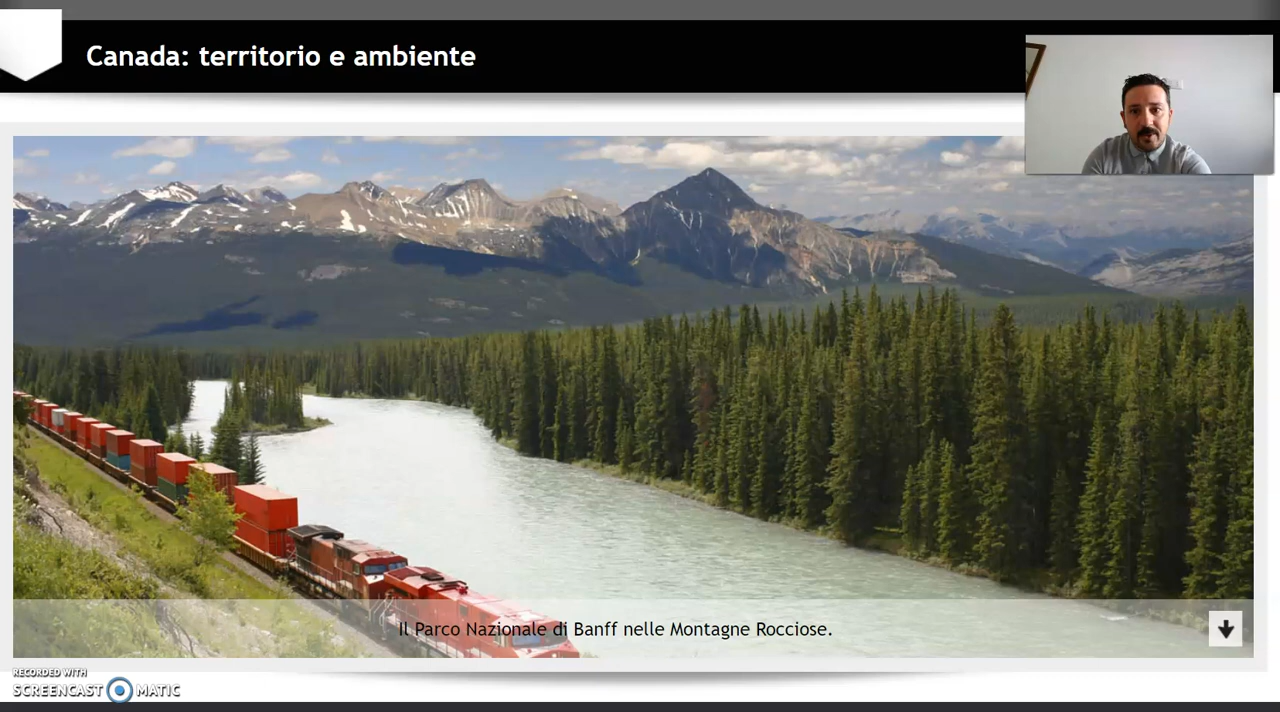 Canada: territorio e ambiente
Il Parco Nazionale di Banff nelle Montagne Rocciose.
RECORDED WITH
SCREENCAST MATIC